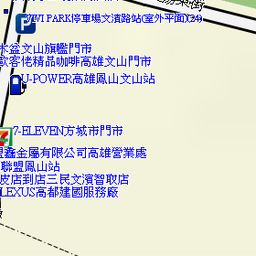 P
VIVI PARK停車場文濱路站(室外平面)(24)
文山旗艦門市
歐客佬精品咖啡高雄文山門市
U-POWER高雄鳳山文山站
7-ELEVEN方城市門市
鑫金屬有限公司高雄營業處
聯盟鳳山站
皮店到店三民文濱智取店
LEXUS高都建國服務廠